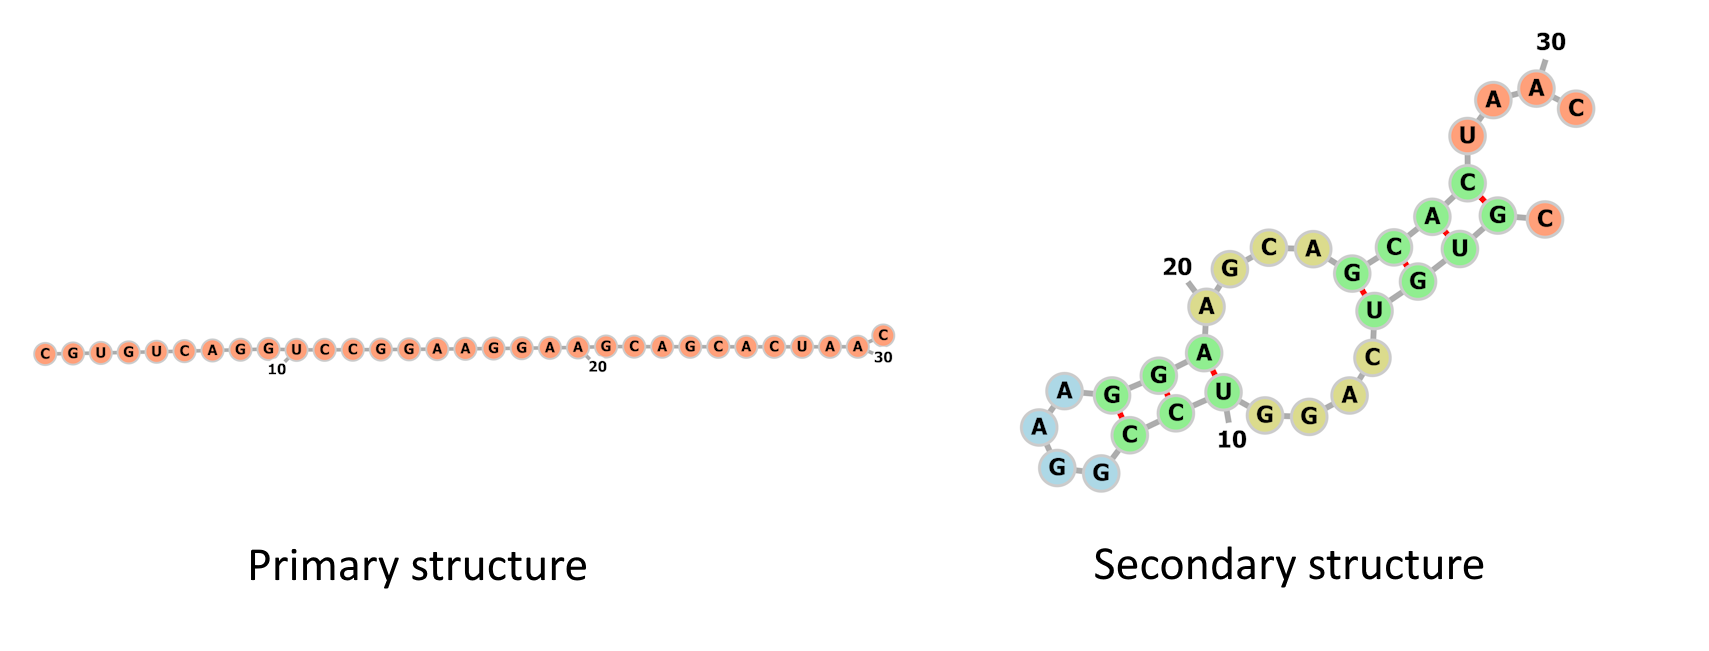 C G U G U C A G G U C C G G A A G G A A G C A G C A C U A A C
10
20
30
Primary structure
30
A A C
U
C
A G C
20 G C A C U
G G
A U
A C
A G G U A
A G C G G
10
C
G G
Secondary structure